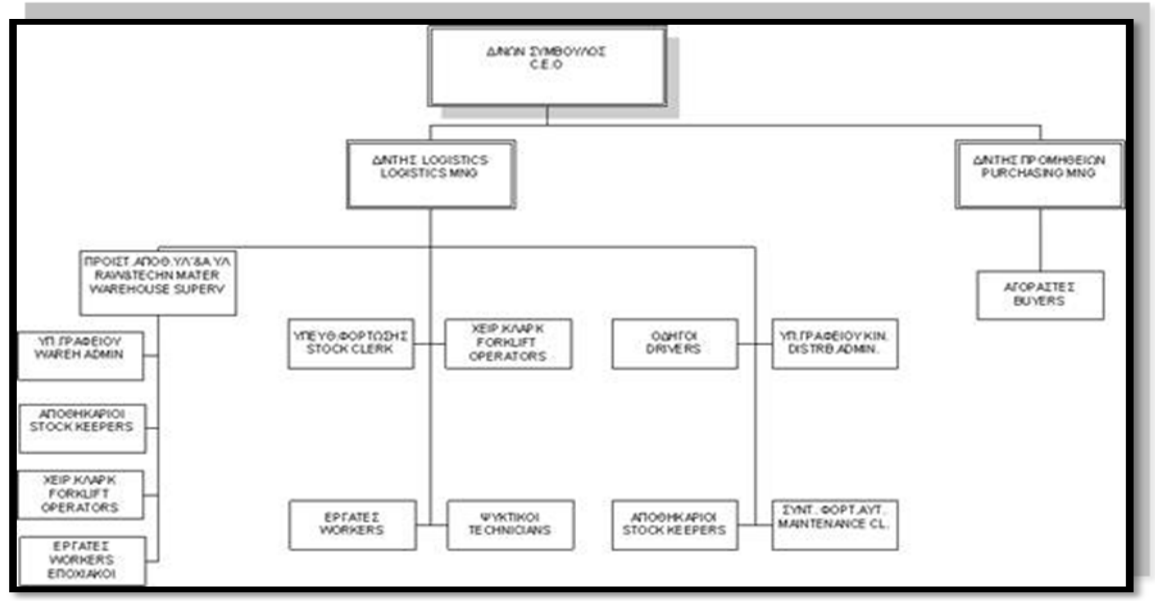 Δ/ΝΩΝ ΣΥΜΒΟΥΛΟΣ
C.E.O
Δ/ΝΤΗΣ LOGISTICS
LOGISTICS MNG
Δ/ΝΤΗΣ ΠΡΟΜΗΘΕΙΩΝ
PURCHASING MNG
ΠΡΟΙΣΤ.ΑΠΟΘ.ΥΛ'&Α ΥΛ
RAW&TECHN MATER
WAREHOUSE SUPERV
ΑΓΟΡΑΣΤΕΣ
BUYERS
ΥΠ.ΓΡΑΦΕΙΟΥ
WAREH ADMIN
ΥΠΕΥΘ.ΦΟΡΤΩΣΗΣ
STOCK CLERK
ΧΕΙΡ.ΚΛΑΡΚ
FORKLIFT
OPERATORS
ΟΔΗΓΟΙ
DRIVERS
ΥΠ.ΓΡΑΦΕΙΟΥ ΚΙΝ.
DISTRB.ADMIN.
ΑΠΟΘΗΚΑΡΙΟΙ
STOCK KEEPERS
ΧΕΙΡ.ΚΛΑΡΚ
FORKLIFT
OPERATORS
ΕΡΓΑΤΕΣ
WORKERS
ΕΠΟΧΙΑΚΟΙ
ΕΡΓΑΤΕΣ
WORKERS
ΨΥΚΤΙΚΟΙ
TECHNICIANS
ΑΠΟΘΗΚΑΡΙΟΙ
STOCK KEEPERS
ΣΥΝΤ. ΦΟΡΤ.ΑΥΤ.
MAINTENANCE CL.